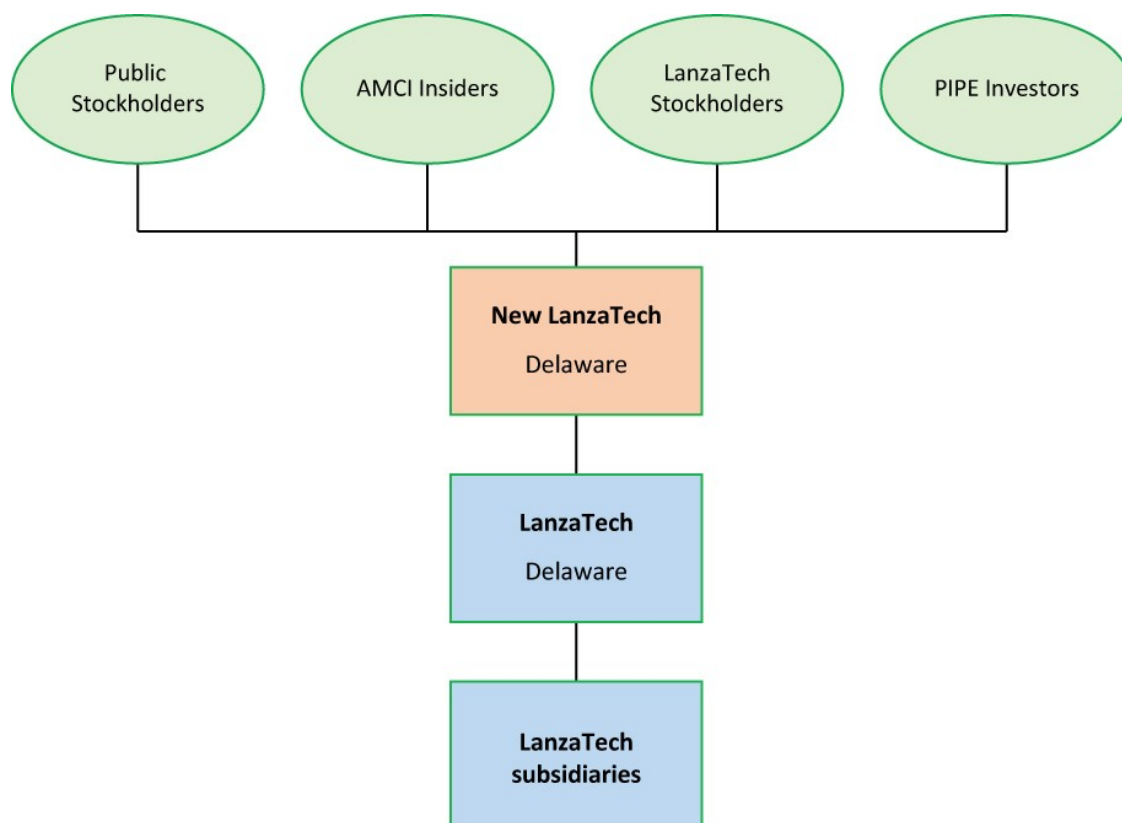 Public
Stockholders
AMCI Insiders
LanzaTech
Stockholders
PIPE Investors
New LanzaTech
Delaware
LanzaTech
Delaware
LanzaTech
subsidiaries